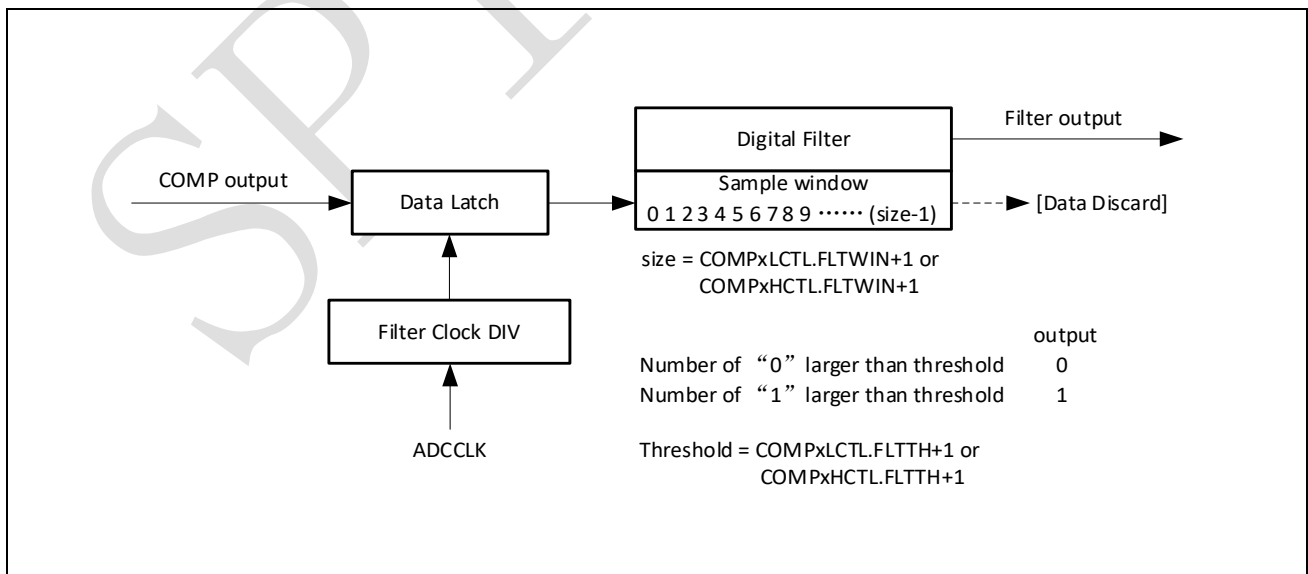 COMP output
Data Latch
Filter Clock DIV
ADCCLK
Digital Filter
Sample window
0 1 2 3 4 5 6 7 8 9 ⋯⋯ (size-1)
Filter output
[Data Discard]
size = COMPxLCTL.FLTWIN+1 or
COMPxHCTL.FLTWIN+1
output
Number of “0” larger than threshold 0
Number of “1” larger than threshold 1
Threshold = COMPxLCTL.FLTTH+1 or
COMPxHCTL.FLTTH+1